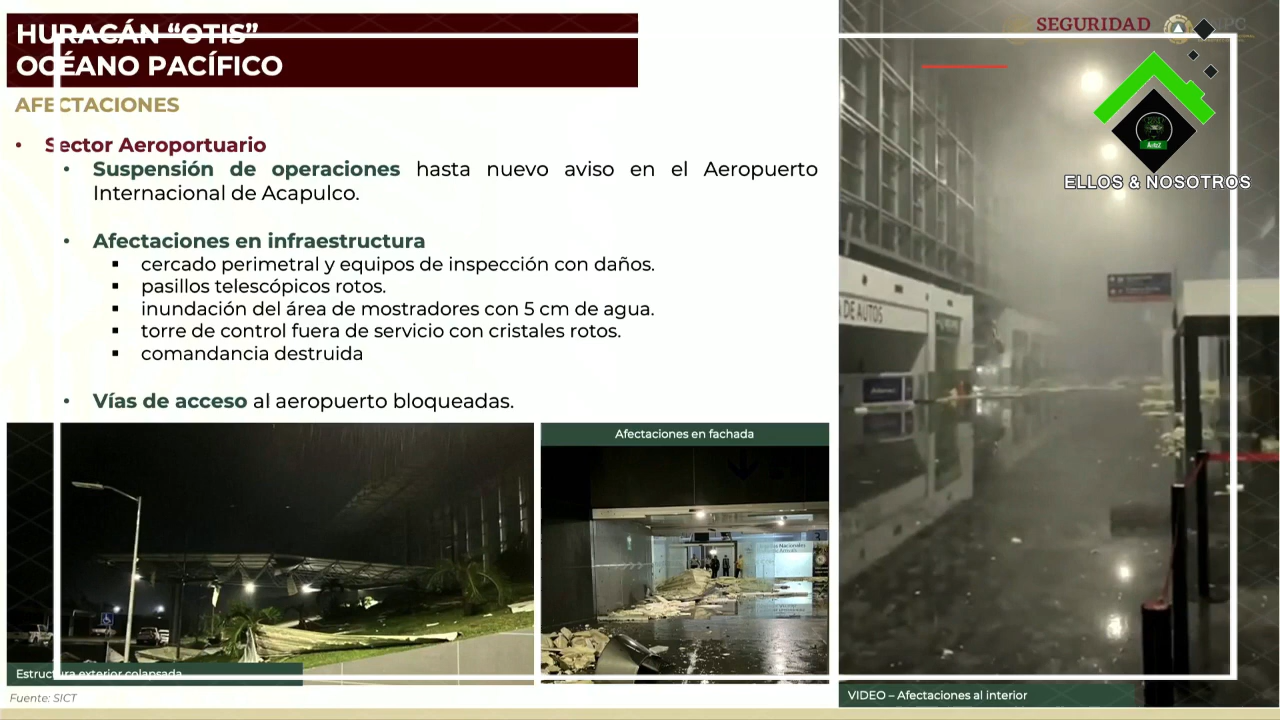 HURACÁN “OTIS”
OCÉANO PACÍFICO
AFECTACIONES
• Sector Aeroportuario
• Suspensión de operaciones hasta nuevo aviso en el Aeropuerto
Internacional de Acapulco.
• Afectaciones en infraestructura
▪ cercado perimetral y equipos de inspección con daños.
▪ pasillos telescópicos rotos.
▪ inundación del área de mostradores con 5 cm de agua.
▪ torre de control fuera de servicio con cristales rotos.
▪ comandancia destruida
• Vías de acceso al aeropuerto bloqueadas.
Estructura exterior colapsada
Afectaciones en fachada
Fuente: SICT
SEGURIDAD
ELLOS & NOSOTROS
DE AUTOS
VIDEO – Afectaciones al interior